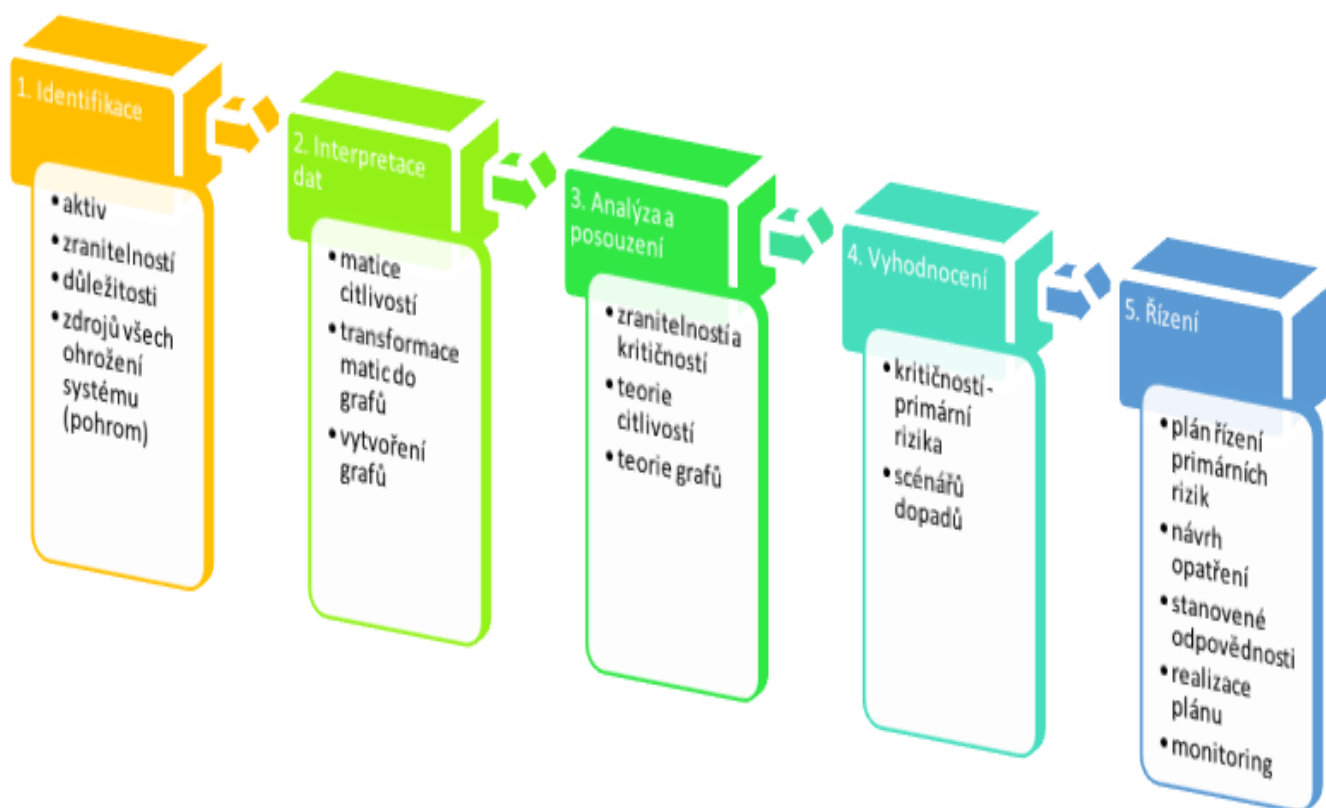 1. Identifikace
• aktiv
• zranitelností
• důležitosti
• zdrojů všech
ohrožení
systému
(pohrom)
2. Interpretace
dat
• matice
citlivostí
• transformace
matic do
grafů
• vytvoření
grafů
3. Analýza a
posouzení
• zranitelností a
kritičností
• teorie
citlivostí
• teorie grafů
4. Vyhodnocení
• kritičností-
primární
rizika
• scénářů
dopadů
5. Řízení
• plán řízení
primárních
rizik
• návrh
opatření
• stanovené
odpovědnosti
• realizace
plánu
• monitoring